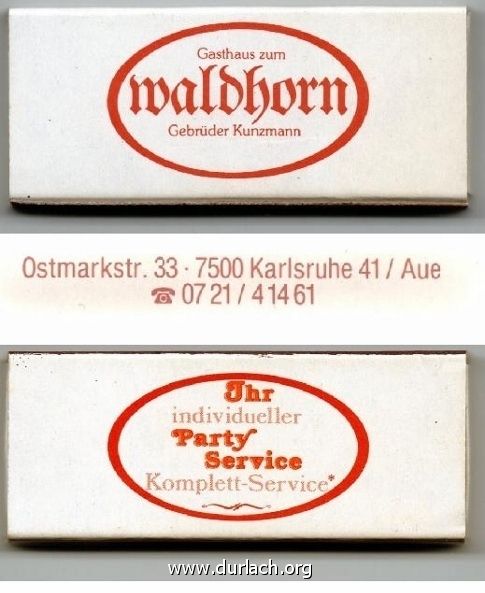 Gasthaus zum
waldhorn
Gebrüder Kunzmann
Ostmarkstr. 33 · 7500 Karlsruhe 41 / Aue
☎ 07 21 / 4 14 61
Ihr
individueller
Party
Service
Komplett-Service*
www.durlach.org